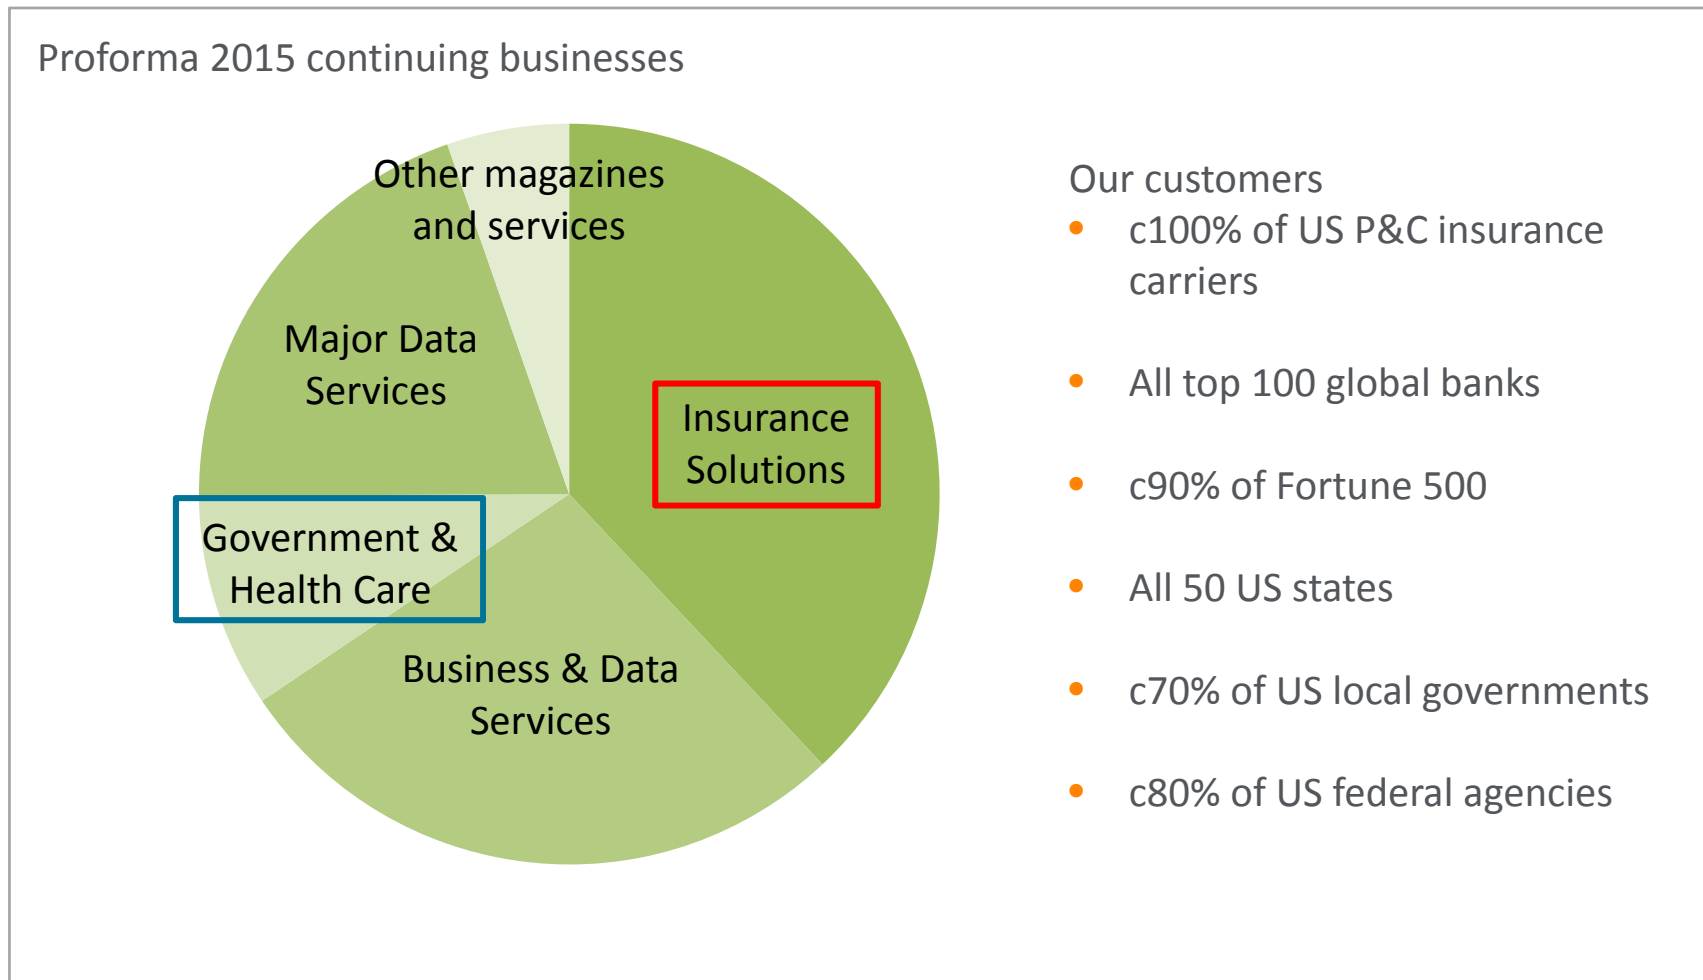 Proforma 2015 continuing businesses
Other magazines
and services
Major Data
Services
Insurance
Solutions
Government &
Health Care
Business & Data
Services
Our customers
• c100% of US P&C insurance
carriers
• All top 100 global banks
• c90% of Fortune 500
• All 50 US states
• c70% of US local governments
• c80% of US federal agencies